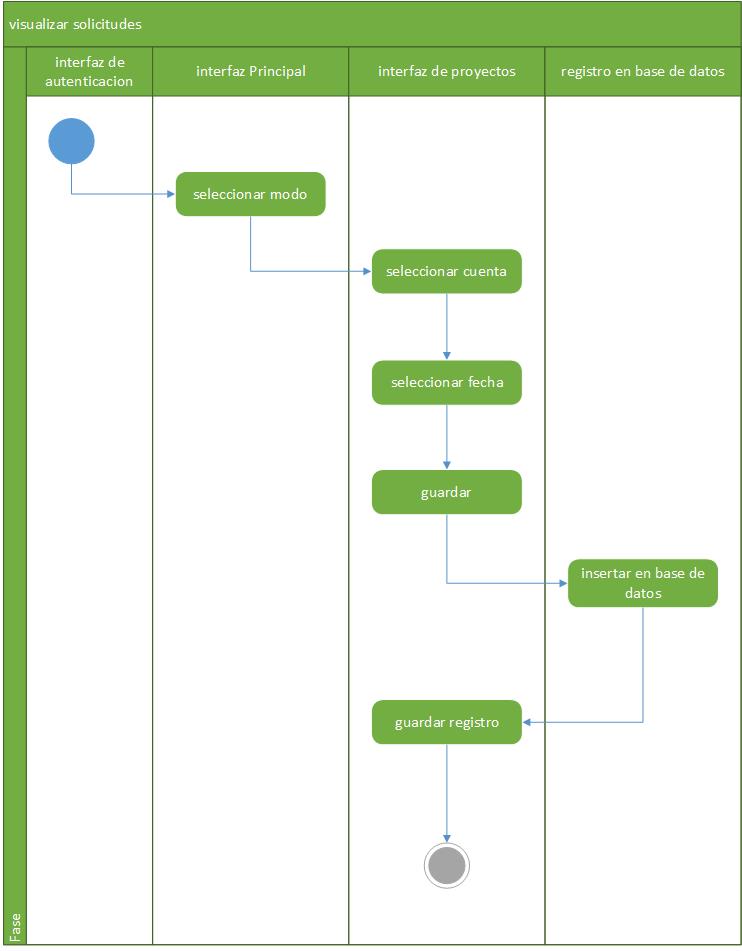 visualizar solicitudes
interfaz de
autenticacion
interfaz Principal
interfaz de proyectos
registro en base de datos
seleccionar modo
seleccionar cuenta
seleccionar fecha
guardar
insertar en base de
datos
guardar registro
Fase